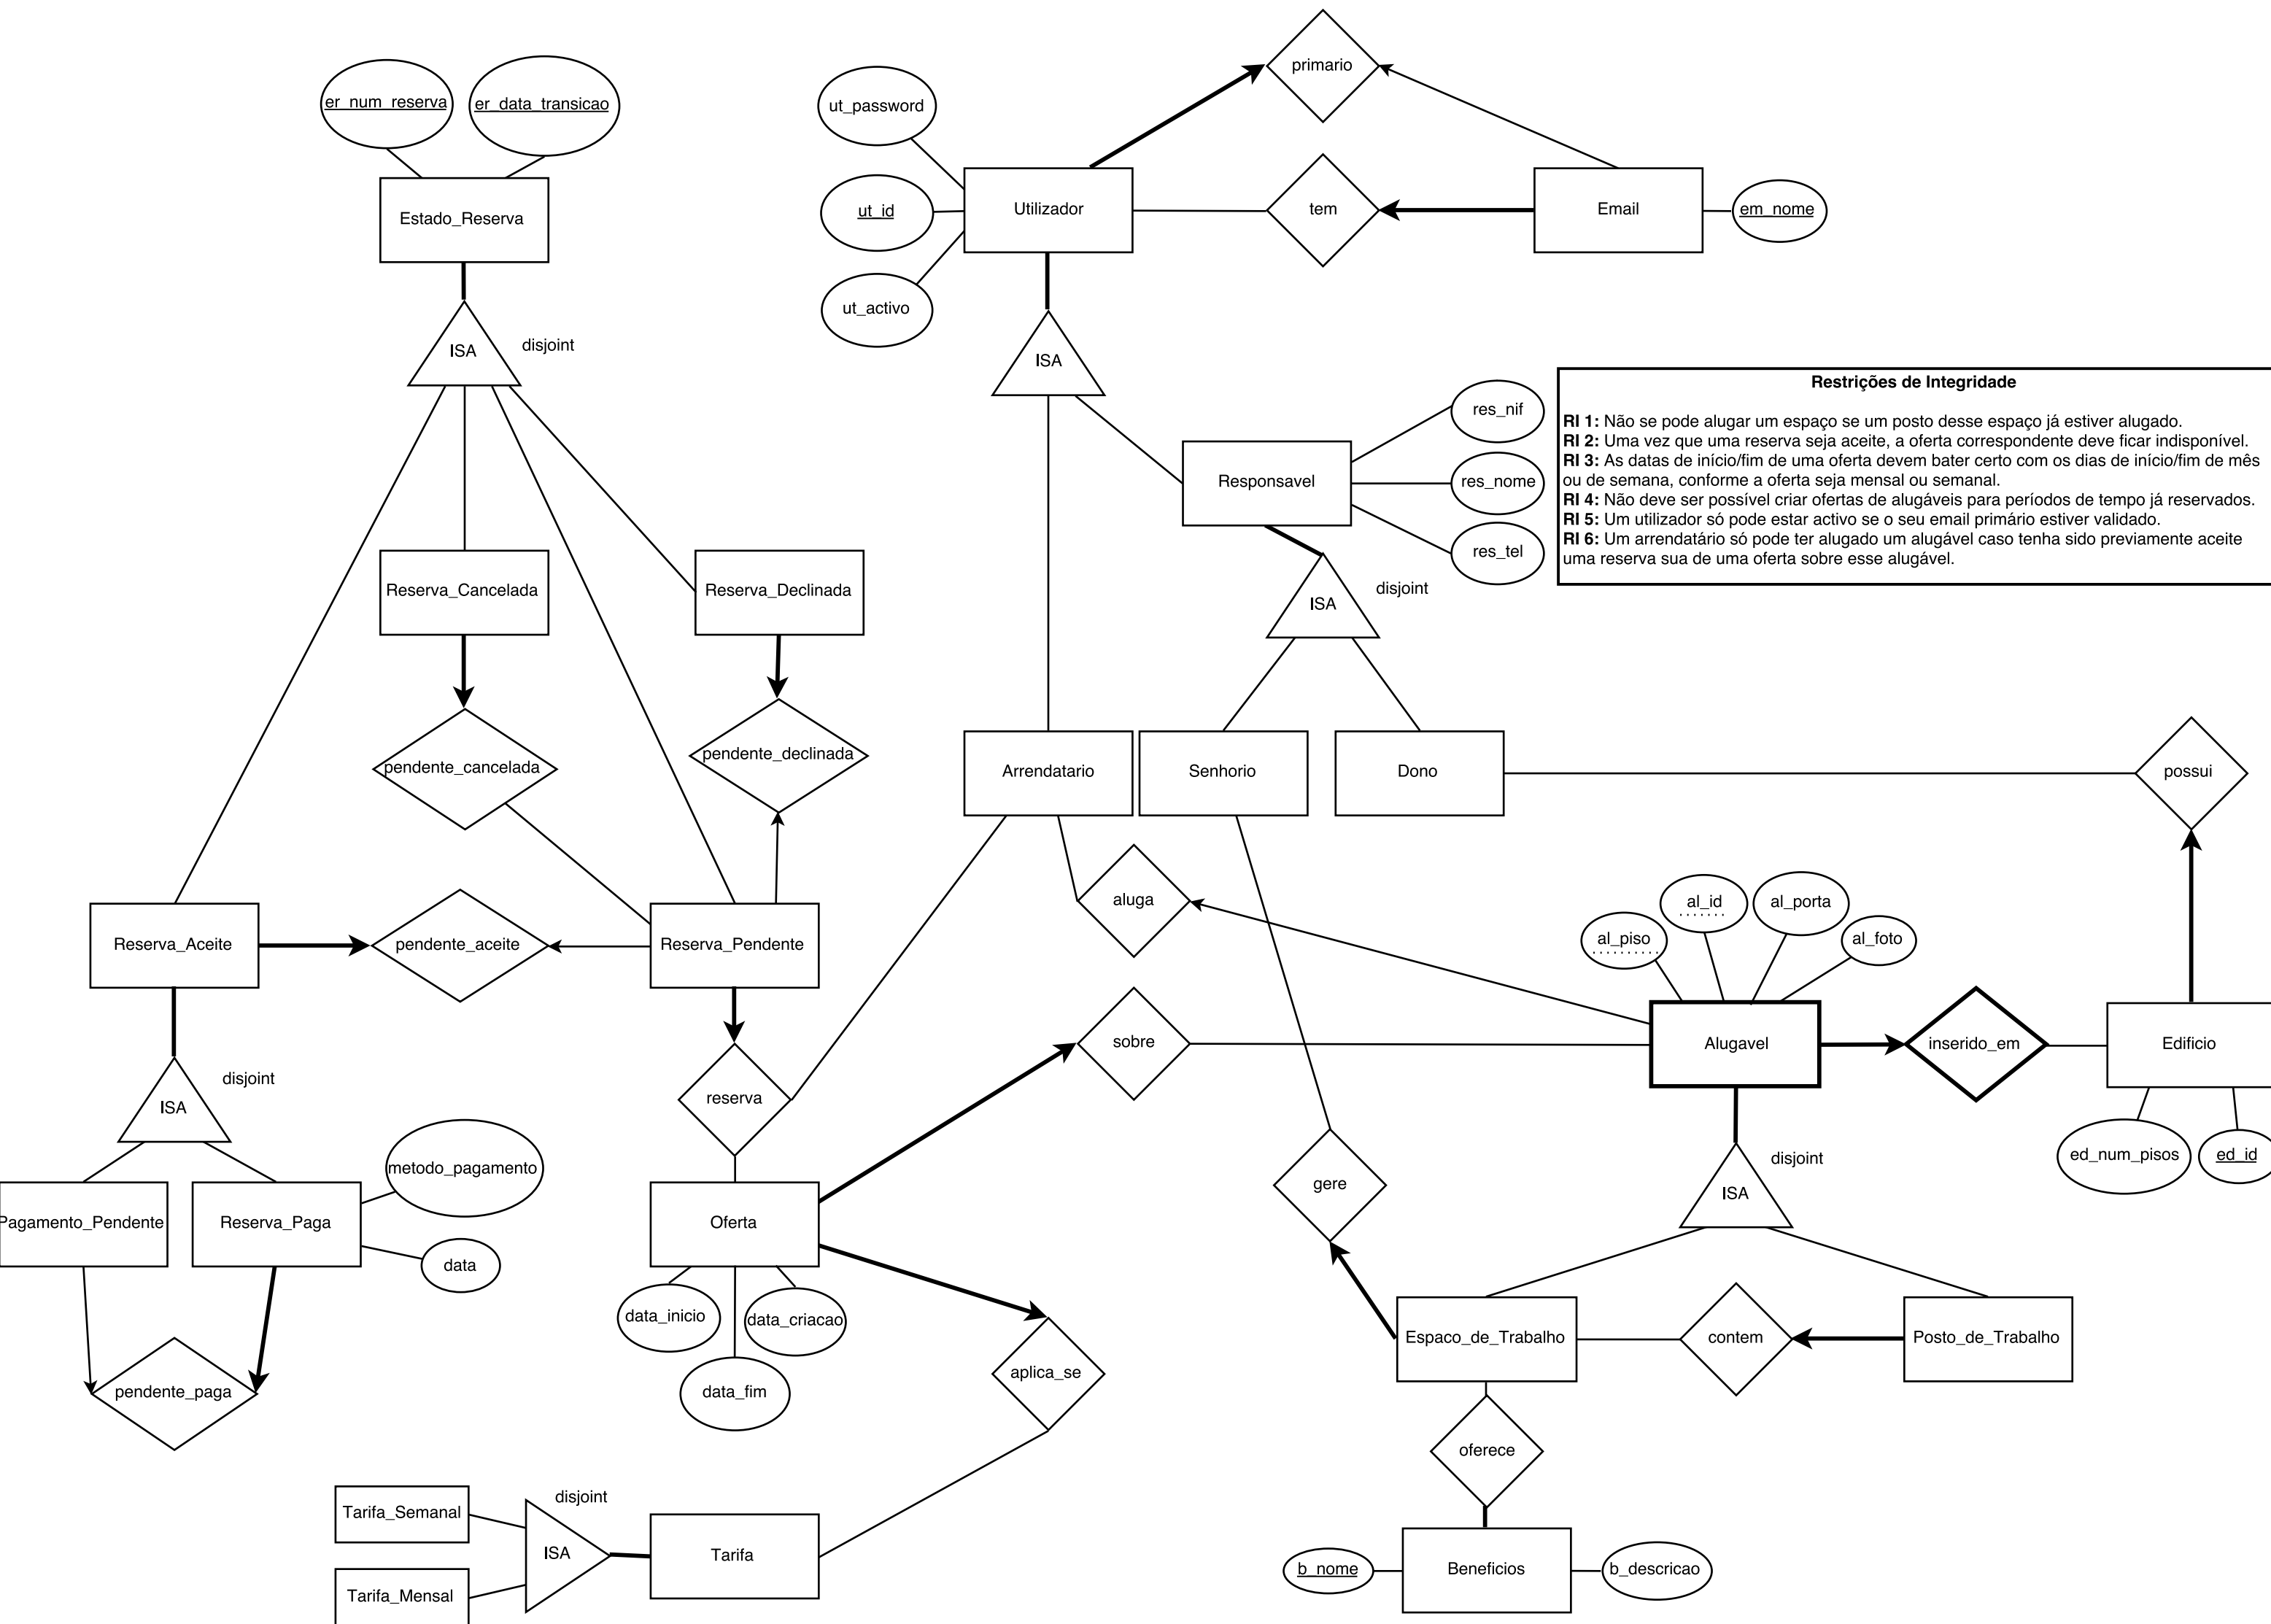 primario
er_num_reserva
er_data_transicao
ut_password
Estado_Reserva
ut_id
Utilizador
tem
Email
em_nome
ut_activo
ISA
disjoint
ISA
Restrições de Integridade
RI 1: Não se pode alugar um espaço se um posto desse espaço já estiver alugado.
RI 2: Uma vez que uma reserva seja aceite, a oferta correspondente deve ficar indisponível.
RI 3: As datas de início/fim de uma oferta devem bater certo com os dias de início/fim de mês
ou de semana, conforme a oferta seja mensal ou semanal.
RI 4: Não deve ser possível criar ofertas de alugáveis para períodos de tempo já reservados.
RI 5: Um utilizador só pode estar activo se o seu email primário estiver validado.
RI 6: Um arrendatário só pode ter alugado um alugável caso tenha sido previamente aceite
uma reserva sua de uma oferta sobre esse alugável.
res_nif
Responsavel
res_nome
res_tel
Reserva_Cancelada
Reserva_Declinada
ISA
disjoint
pendente_cancelada
pendente_declinada
Arrendatario
Senhorio
Dono
possui
aluga
al_piso
al_id
al_porta
al_foto
Reserva_Aceite
pendente_aceite
Reserva_Pendente
sobre
Alugavel
inserido_em
Edificio
disjoint
ISA
reserva
metodo_pagamento
ed_num_pisos
ed_id
disjoint
ISA
gere
Pagamento_Pendente
Reserva_Paga
data
Oferta
data_inicio
data_criacao
data_fim
Espaco_de_Trabalho
contem
Posto_de_Trabalho
pendente_paga
aplica_se
oferece
disjoint
Tarifa_Semanal
ISA
Tarifa
Tarifa_Mensal
b_nome
Beneficios
b_descricao